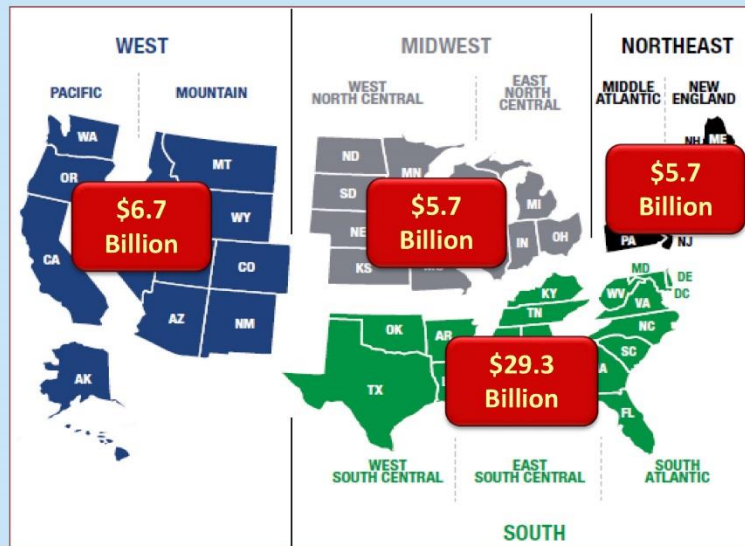 WEST
MIDWEST
NORTHEAST
PACIFIC
MOUNTAIN
WEST
NORTH CENTRAL
EAST
NORTH
CENTRAL
MIDDLE
ATLANTIC
NEW
ENGLAND
WA
OR
CA
AK
MT
WY
CO
AZ
NM
$6.7
Billion
ND
SD
NE
KS
MN
MI
IN
OH
$5.7
Billion
NH
ME
PA
NJ
$5.7
Billion
OK
TX
AR
KY
TN
MD
DE
DC
WV
VA
NC
SC
FL
$29.3
Billion
WEST
SOUTH CENTRAL
EAST
SOUTH CENTRAL
SOUTH
ATLANTIC
SOUTH